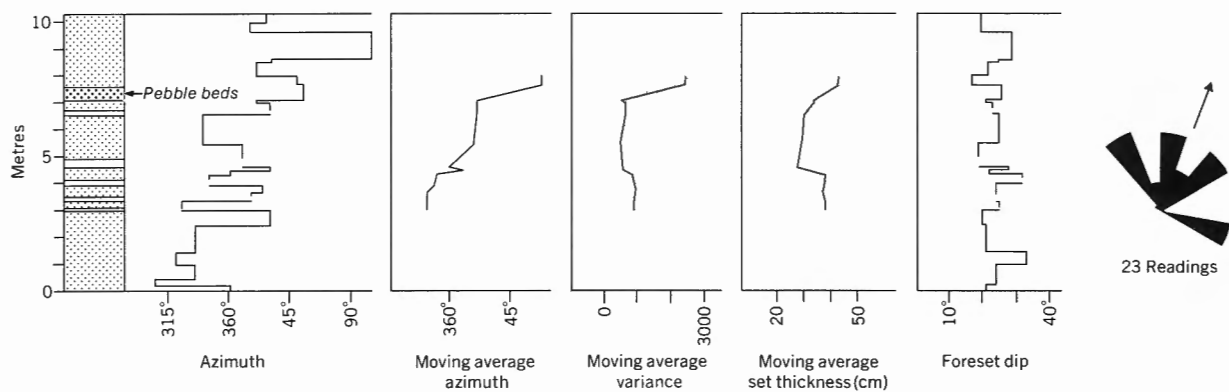 10
5
0
Metres
Pebble beds
315°
360°
45°
90°
Azimuth
360°
45°
Moving average
azimuth
0
3000
Moving average
variance
20
50
Moving average
set thickness (cm)
10°
40°
Foreset dip
23 Readings